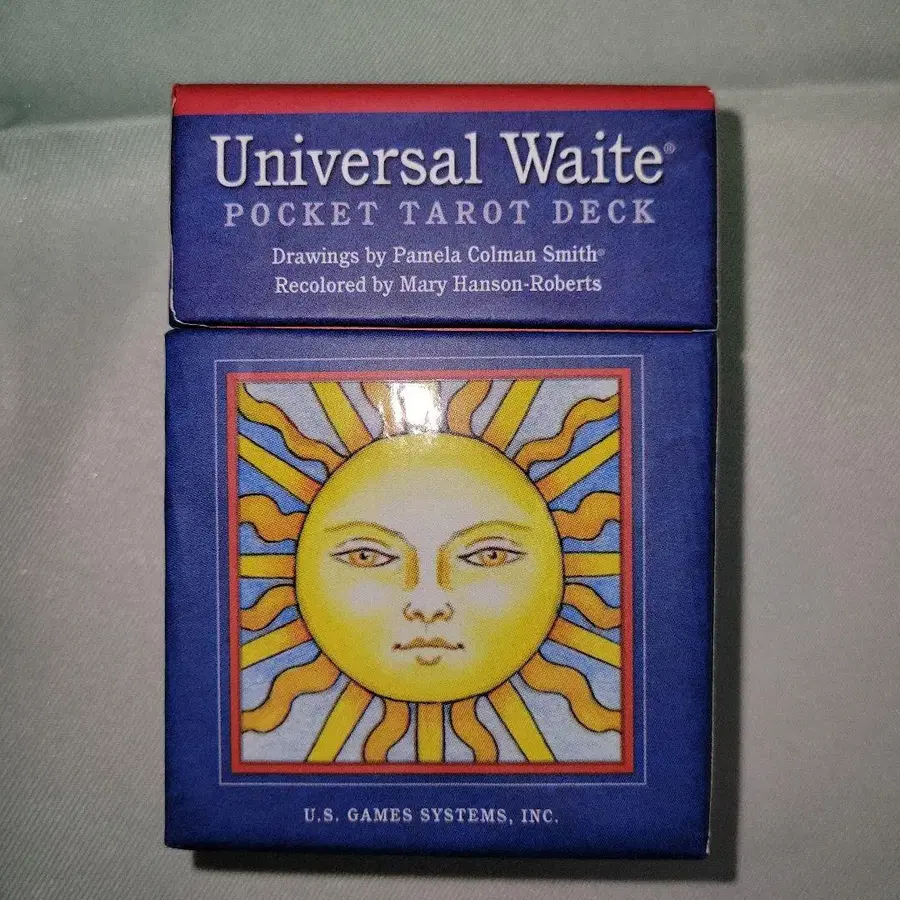 Universal Waite®
POCKET TAROT DECK
Drawings by Pamela Colman Smith®
Recolored by Mary Hanson-Roberts
U.S. GAMES SYSTEMS, INC.